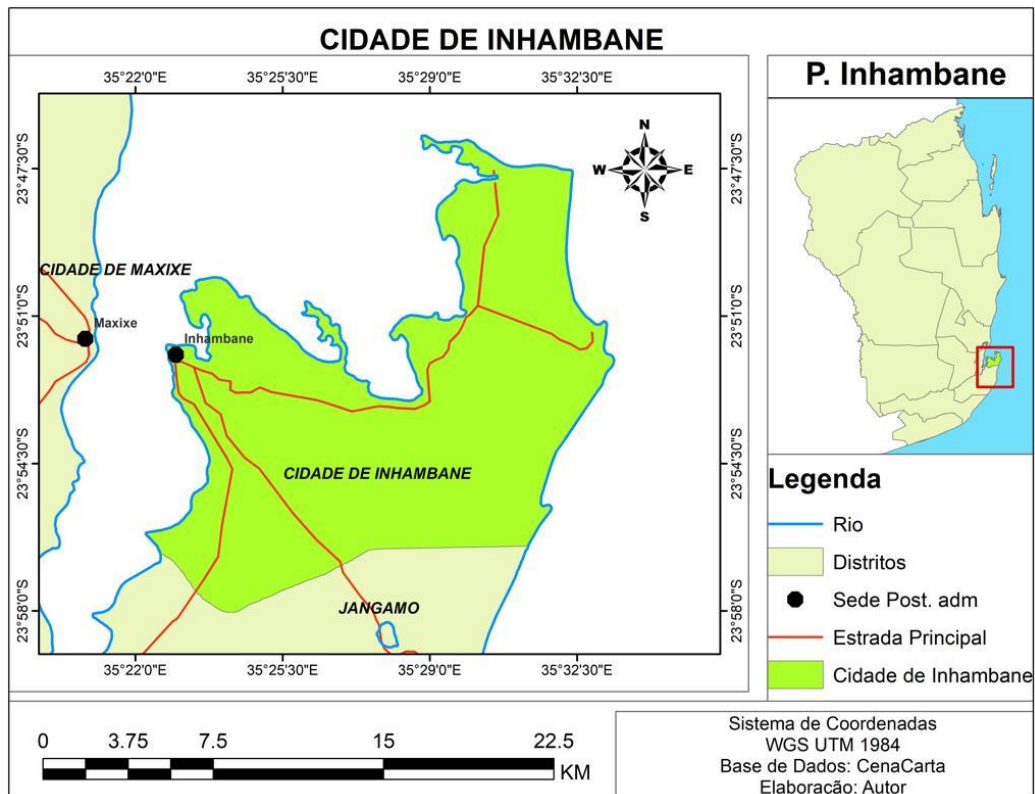 CIDADE DE INHAMBANE
35°22'0"E 35°25'30"E 35°29'0"E 35°32'30"E
23°47'30"S
23°51'0"S
23°54'30"S
23°58'0"S
N
W E
S
CIDADE DE MAXIXE
Maxixe
Inhambane
CIDADE DE INHAMBANE
JANGAMO
23°47'30"S
23°51'0"S
23°54'30"S
23°58'0"S
35°22'0"E 35°25'30"E 35°29'0"E 35°32'30"E
P. Inhambane
Legenda
Rio
Distritos
Sede Post. adm
Estrada Principal
Cidade de Inhambane
0 3.75 7.5 15 22.5
KM
Sistema de Coordenadas
WGS UTM 1984
Base de Dados: CenaCarta
Elaboração: Autor